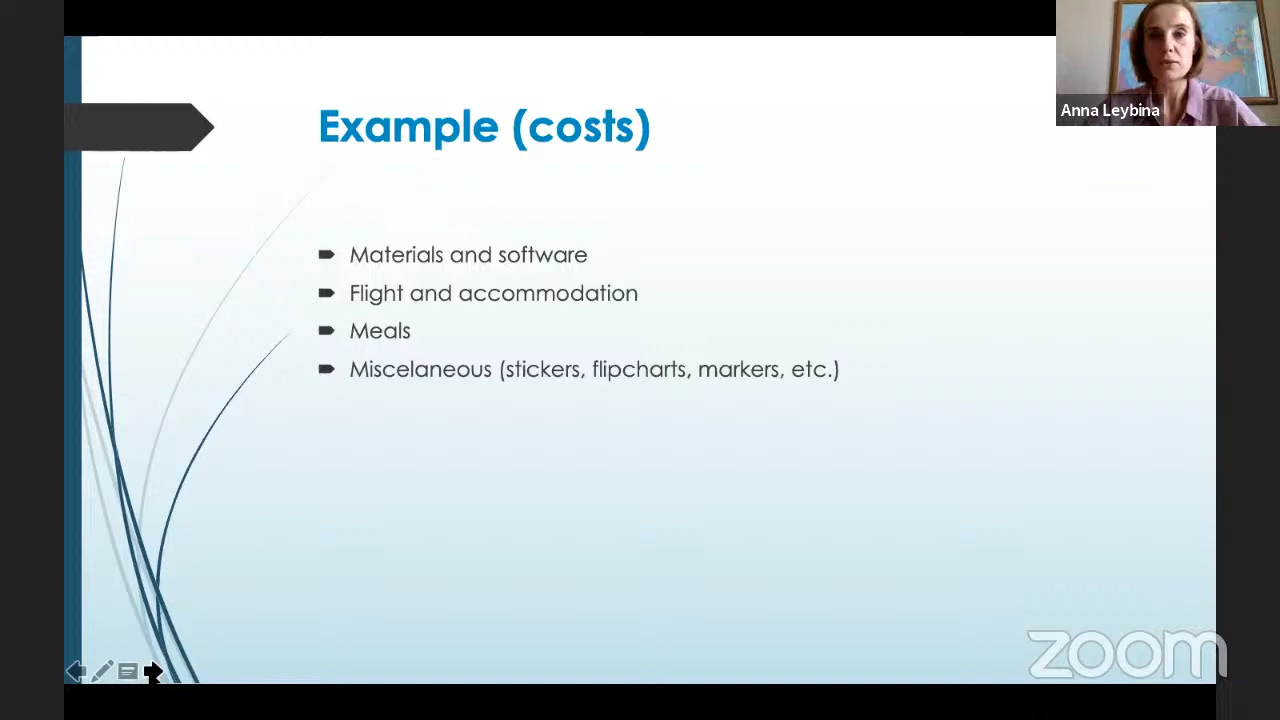 Anna Leybina
Example (costs)
Materials and software
Flight and accommodation
Meals
Miscelaneous (stickers, flipcharts, markers, etc.)
zoom